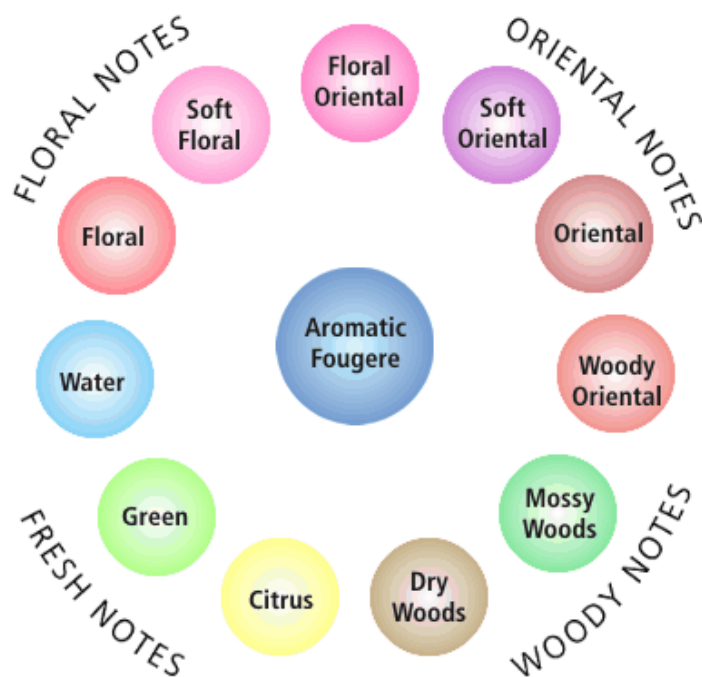 FLORAL NOTES
ORIENTAL NOTES
Floral
Oriental
Soft
Floral
Soft
Oriental
Floral
Oriental
Aromatic
Fougere
Water
Woody
Oriental
Green
Mossy
Woods
Citrus
Dry
Woods
FRESH NOTES
WOODY NOTES